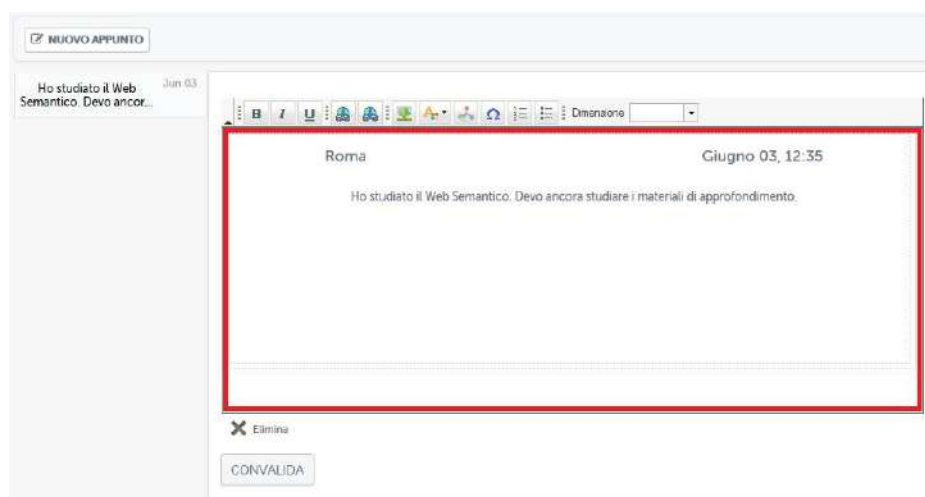 NUOVO APPUNTO
Ho studiato il Web Jun 03
Semantico. Devo ancor...
B I U A Ω Dimensione
Roma Giugno 03, 12:35
Ho studiato il Web Semantico. Devo ancora studiare i materiali di approfondimento.
Elimina
CONVALIDA